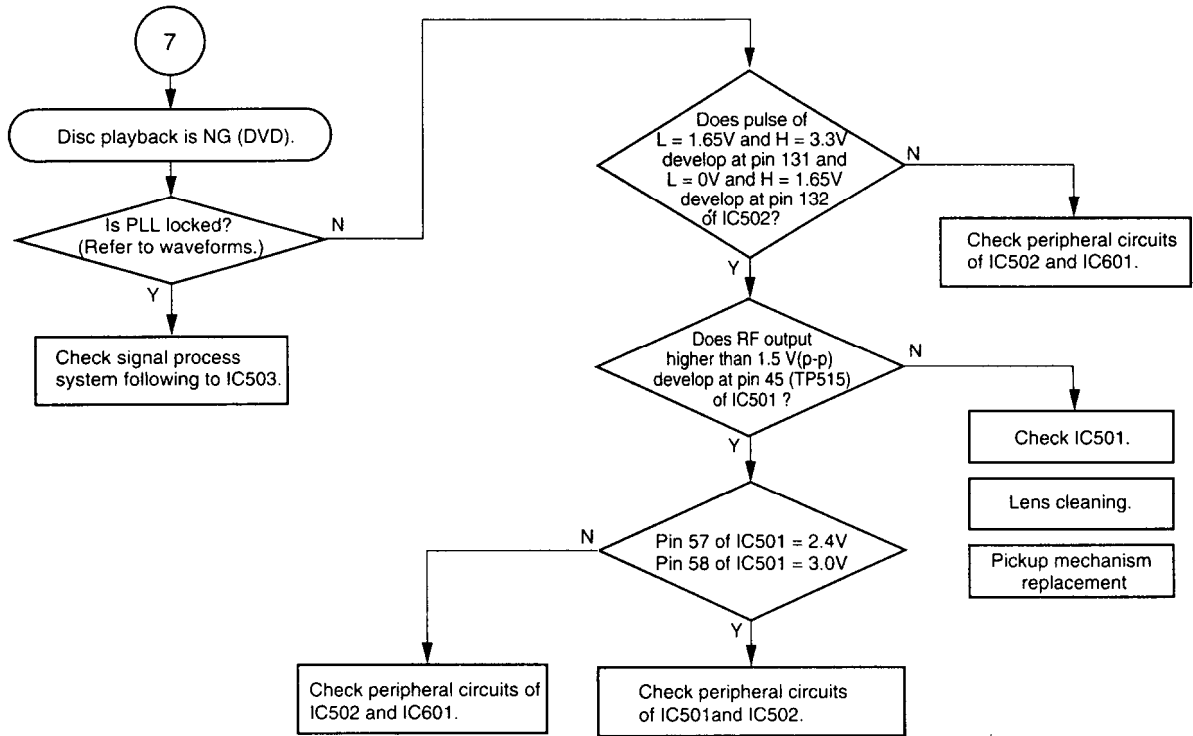 7
Disc playback is NG (DVD).
Is PLL locked?
(Refer to waveforms.)
N
Y
Check signal process
system following to IC503.
Does pulse of
L = 1.65V and H = 3.3V
develop at pin 131 and
L = 0V and H = 1.65V
develop at pin 132
of IC502?
N
Y
Check peripheral circuits
of IC502 and IC601.
Does RF output
higher than 1.5 V(p-p)
develop at pin 45 (TP515)
of IC501 ?
N
Y
Check IC501.
Lens cleaning.
Pickup mechanism
replacement
Pin 57 of IC501 = 2.4V
Pin 58 of IC501 = 3.0V
N
Y
Check peripheral circuits of
IC502 and IC601.
Check peripheral circuits
of IC501and IC502.